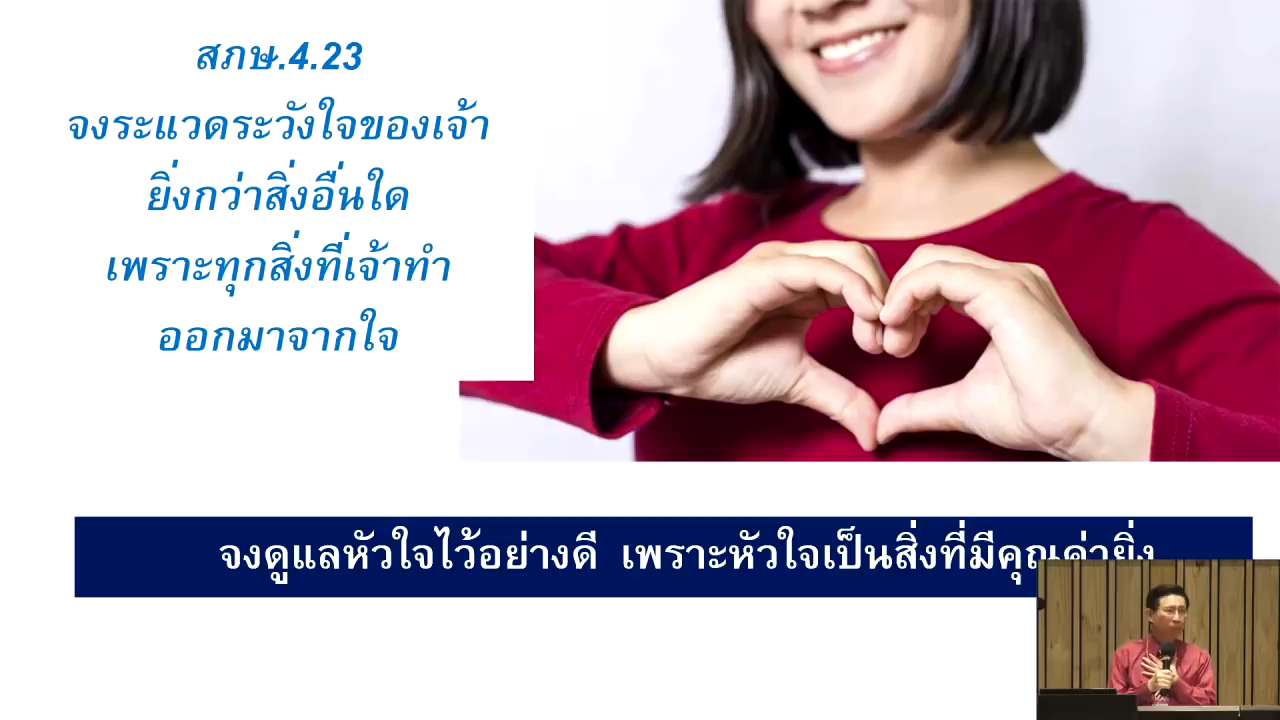 สภษ.4.23
จงระแวดระวังใจของเจ้า
ยิ่งกว่าสิ่งอื่นใด
เพราะทุกสิ่งที่เจ้าทำ
ออกมาจากใจ
จงดูแลหัวใจไว้อย่างดี เพราะหัวใจเป็นสิ่งที่มีคุณค่ายิ่ง